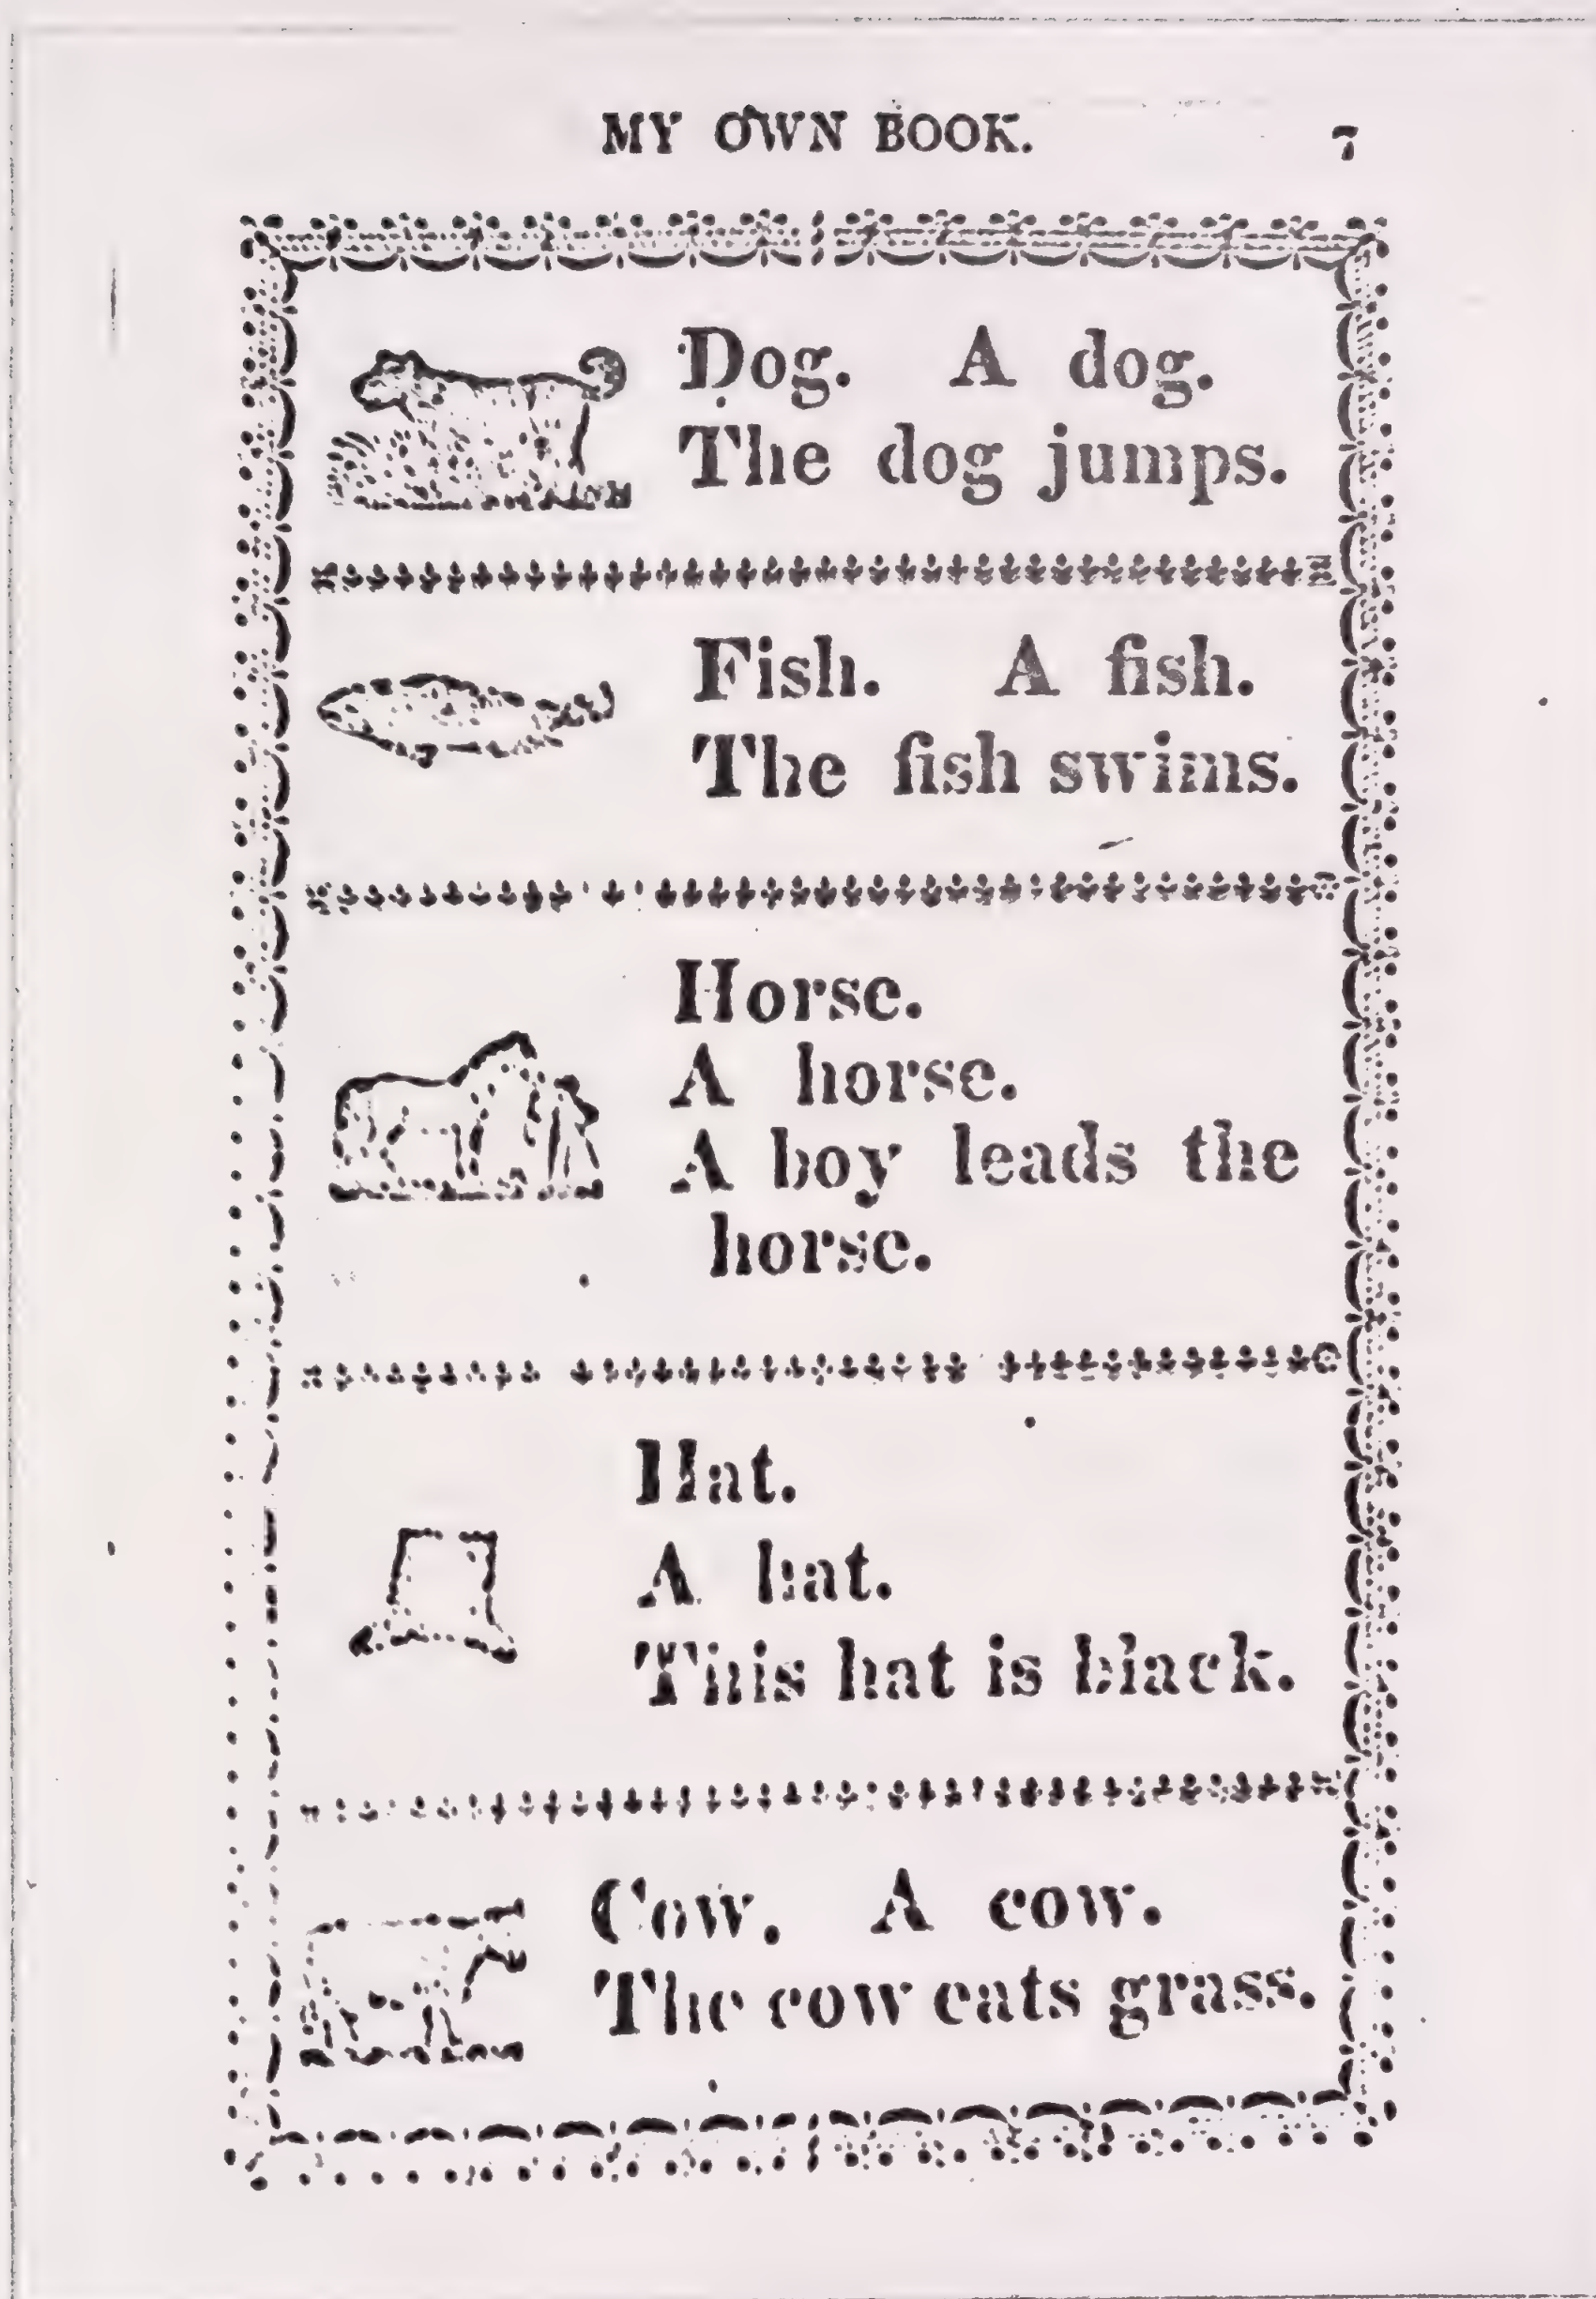 MY OWN BOOK. 7
Dog. A dog.
The dog jumps.
Fish. A fish.
The fish swims.
Horse.
A horse.
A boy leads the
horse.
Hat.
A hat.
This hat is black.
Cow. A cow.
The cow eats grass.